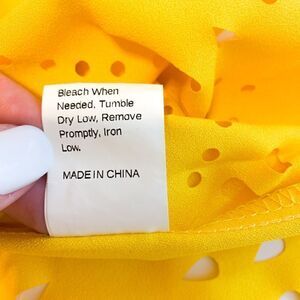 Bleach When
Needed. Tumble
Dry Low, Remove
Promptly, Iron
Low.
MADE IN CHINA